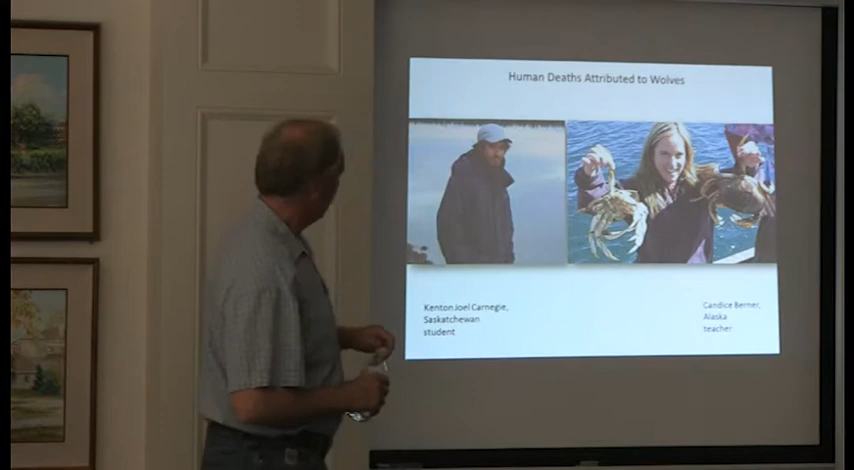 Human Deaths Attributed to Wolves
Kenton Joel Carnegie,
Saskatchewan
student
Candice Berner,
Alaska
teacher